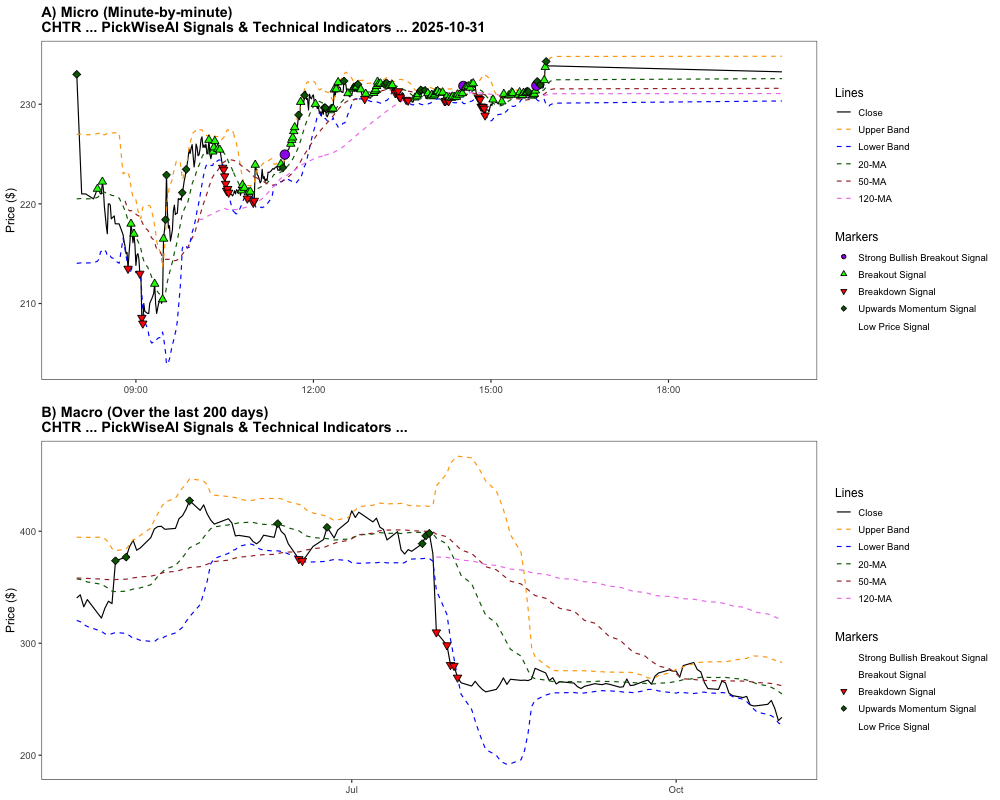 A) Micro (Minute-by-minute)
CHTR ... PickWiseAI Signals & Technical Indicators ... 2025-10-31
Price ($)
230
220
210
09:00
12:00
15:00
18:00
Lines
Close
Upper Band
Lower Band
20-MA
50-MA
120-MA
Markers
Strong Bullish Breakout Signal
Breakout Signal
Breakdown Signal
Upwards Momentum Signal
Low Price Signal
B) Macro (Over the last 200 days)
CHTR ... PickWiseAI Signals & Technical Indicators ...
Price ($)
400
300
200
Jul
Oct
Lines
Close
Upper Band
Lower Band
20-MA
50-MA
120-MA
Markers
Strong Bullish Breakout Signal
Breakout Signal
Breakdown Signal
Upwards Momentum Signal
Low Price Signal